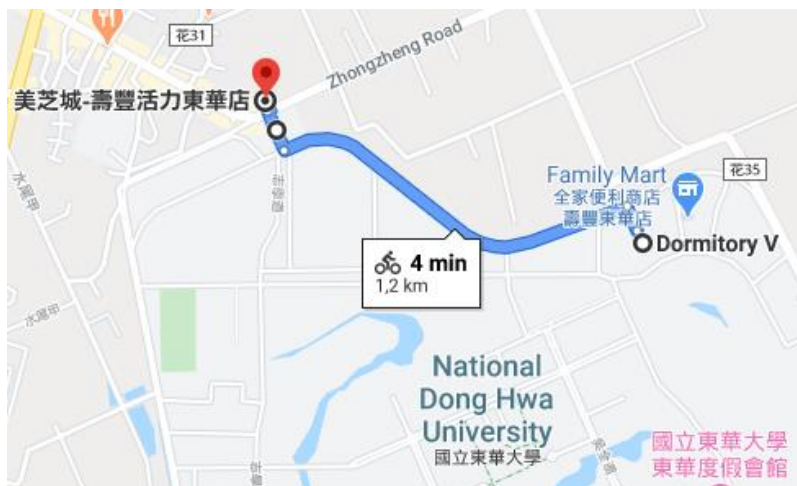 花31
Zhongzheng Road
美芝城-壽豐活力東華店
Family Mart
全家便利商店
壽豐東華店
花35
Dormitory V
4 min
1,2 km
National
Dong Hwa
University
國立東華大學
國立東華大學
東華度假會館